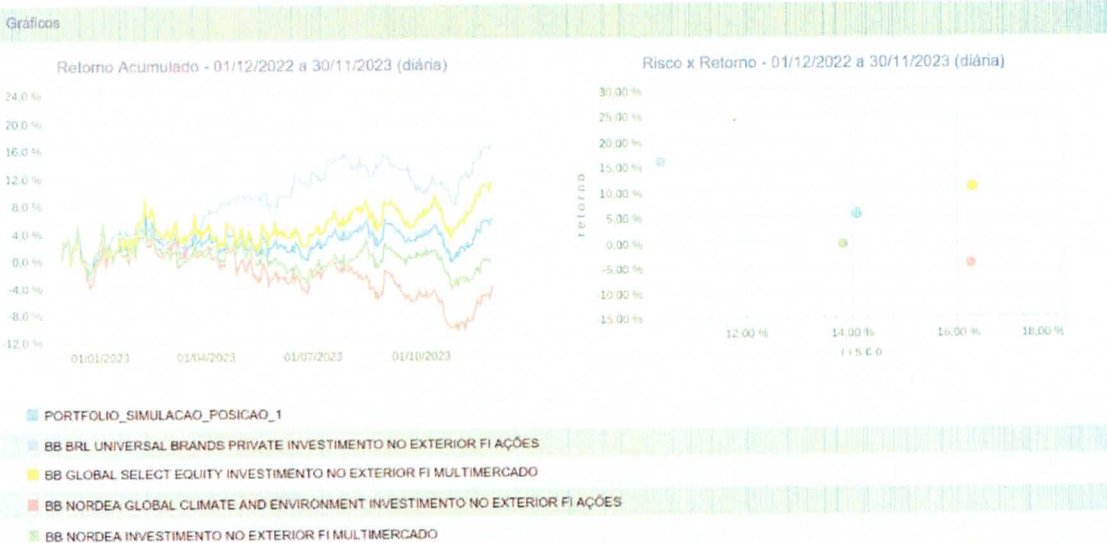 Gráficos
Retorno Acumulado - 01/12/2022 a 30/11/2023 (diária)
24,0 %
20,0 %
16,0 %
12,0 %
8,0 %
4,0 %
0,0 %
-4,0 %
-8,0 %
-12,0 %
01/01/2023 01/04/2023 01/07/2023 01/10/2023
Risco x Retorno - 01/12/2022 a 30/11/2023 (diária)
30,00 %
25,00 %
20,00 %
15,00 %
10,00 %
5,00 %
0,00 %
-5,00 %
-10,00 %
-15,00 %
retorno
12,00 % 14,00 % 16,00 % 18,00 %
risco
PORTFOLIO_SIMULACAO_POSICAO_1
BB BRL UNIVERSAL BRANDS PRIVATE INVESTIMENTO NO EXTERIOR FI AÇÕES
BB GLOBAL SELECT EQUITY INVESTIMENTO NO EXTERIOR FI MULTIMERCADO
BB NORDEA GLOBAL CLIMATE AND ENVIRONMENT INVESTIMENTO NO EXTERIOR FI AÇÕES
BB NORDEA INVESTIMENTO NO EXTERIOR FI MULTIMERCADO